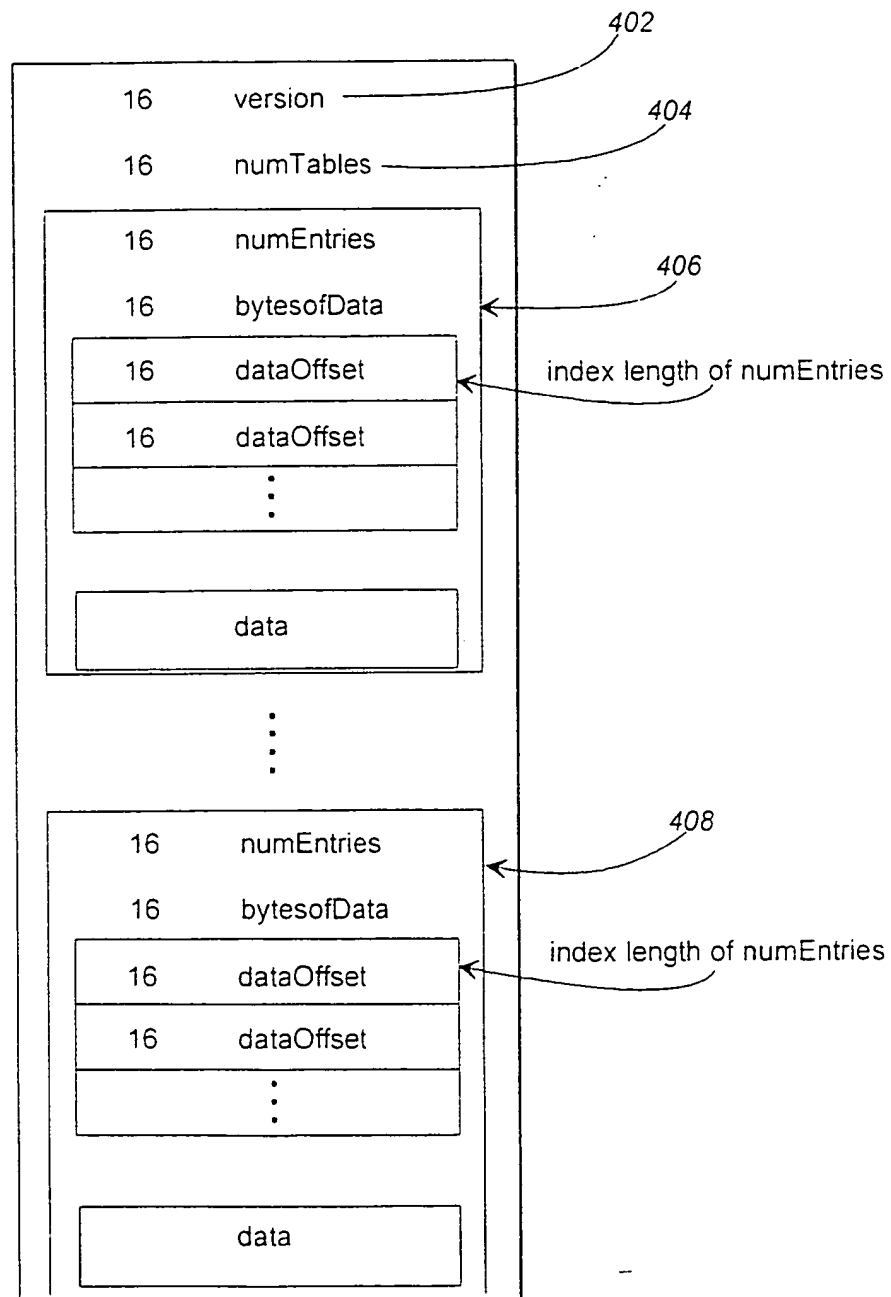 402
16 version
404
16 numTables
16 numEntries
406
16 bytesofData
16 dataOffset
index length of numEntries
16 dataOffset
data
408
16 numEntries
16 bytesofData
index length of numEntries
16 dataOffset
16 dataOffset
data